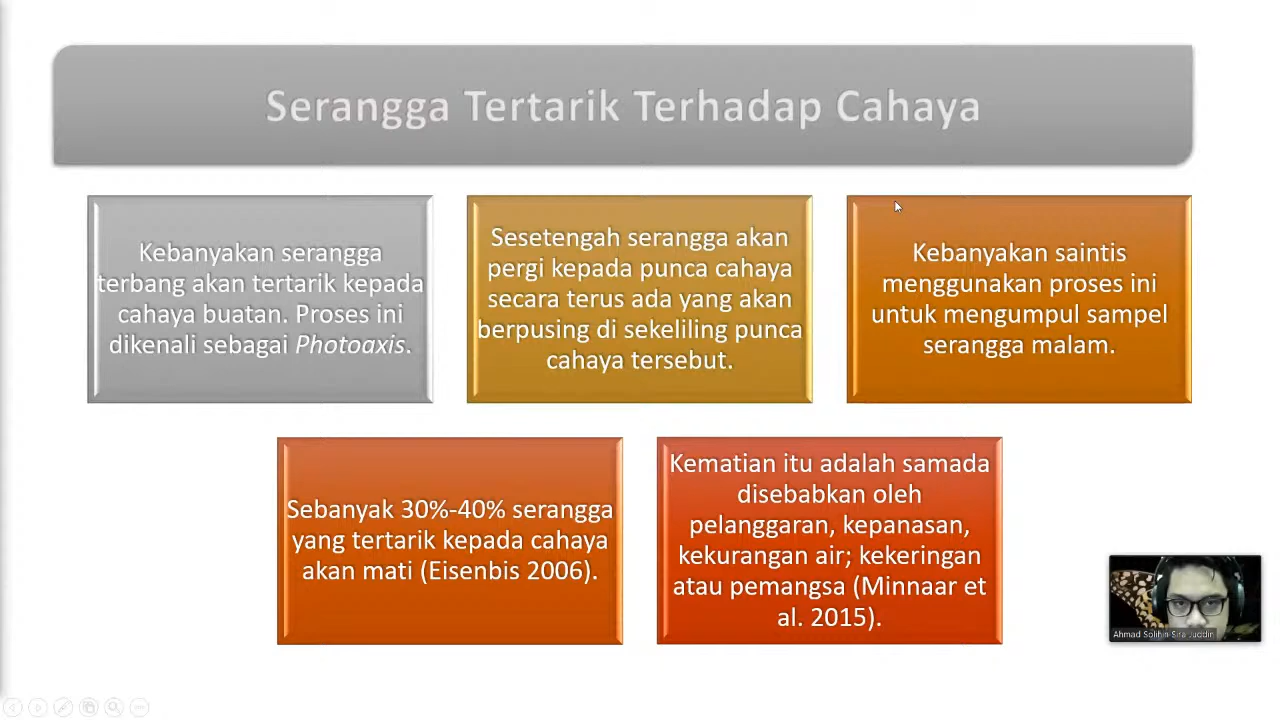 Serangga Tertarik Terhadap Cahaya
Kebanyakan serangga
terbang akan tertarik kepada
cahaya buatan. Proses ini
dikenali sebagai Photoaxis.
Sesetengah serangga akan
pergi kepada punca cahaya
secara terus ada yang akan
berpusing di sekeliling punca
cahaya tersebut.
Kebanyakan saintis
menggunakan proses ini
untuk mengumpul sampel
serangga malam.
Sebanyak 30%-40% serangga
yang tertarik kepada cahaya
akan mati (Eisenbis 2006).
Kematian itu adalah samada
disebabkan oleh
pelanggaran, kepanasan,
kekurangan air; kekeringan
atau pemangsa (Minnaar et
al. 2015).
Ahmad Solihin Sira Juddin